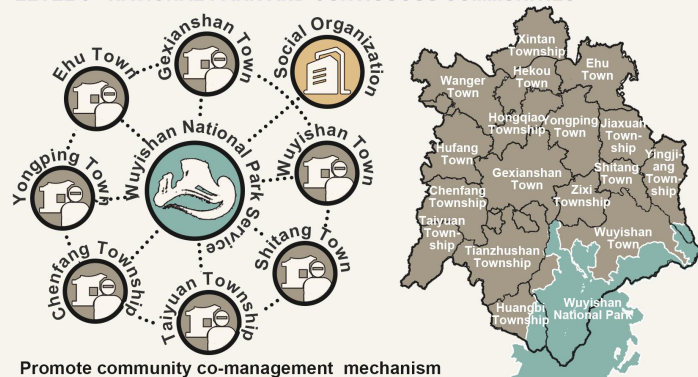 Gexianshan Town
Social Organization
Ehu Town
Wuyishan National Park Service
Wuyishan Town
Yongping Town
Shitang Town
Chenfang Township
Taiyuan Township
Promote community co-management mechanism
Xintan
Township
Hekou
Town
Ehu
Town
Wanger
Town
Hongqiao
Township
Yongping
Town
Jiaxuan
Town-
ship
Hufang
Town
Yingji-
ang
Town-
ship
Shitang
Town
Gexianshan
Town
Chenfang
Township
Zixi
Township
Taiyuan
Town-
ship
Wuyishan
Town
Tianzhushan
Township
Huangbi
Township
Wuyishan
National Park